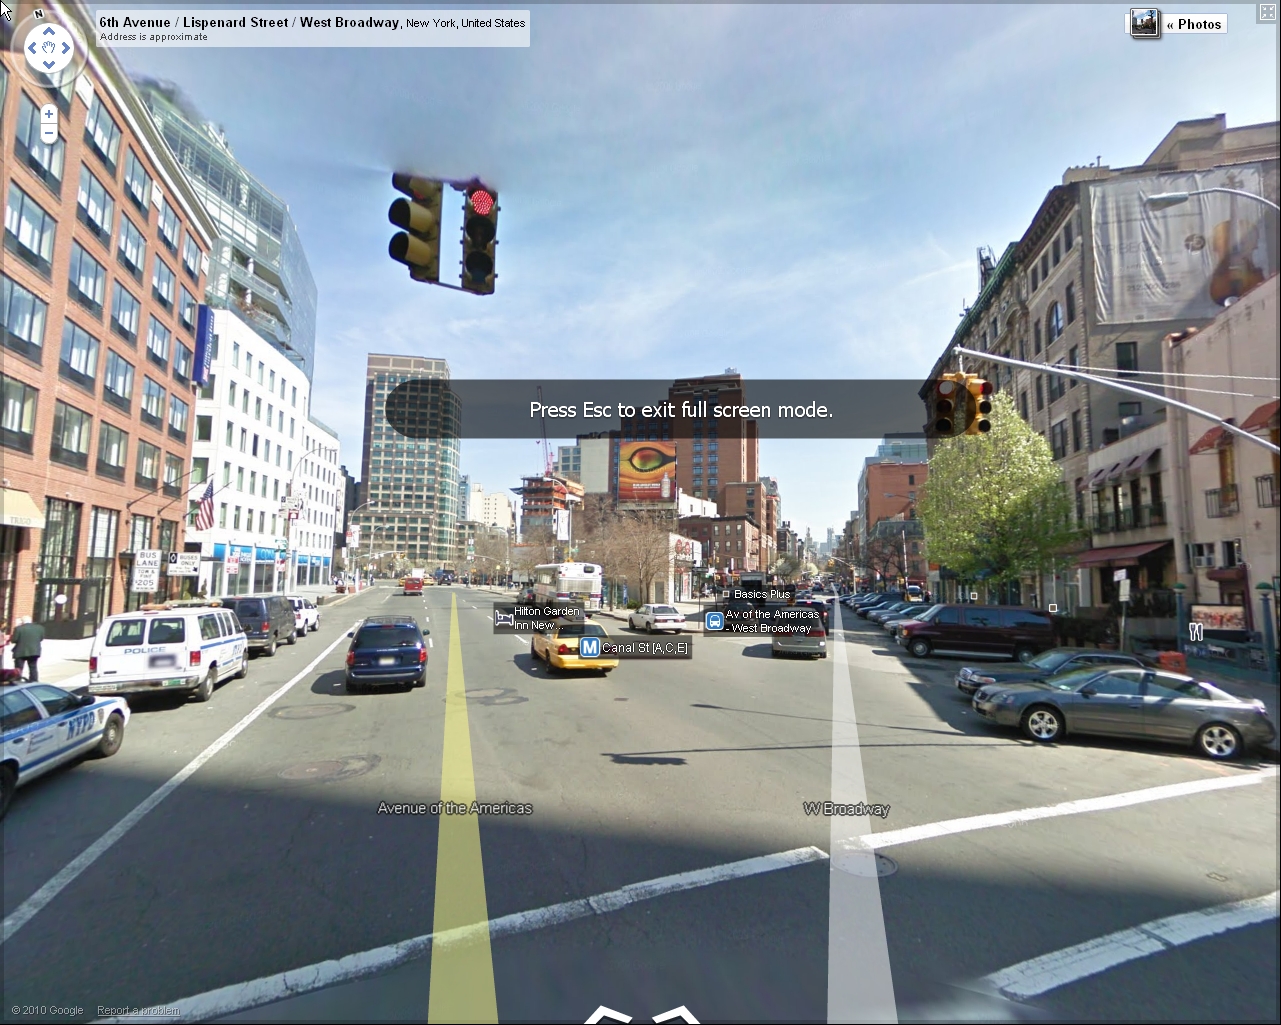 N
6th Avenue / Lispenard Street / West Broadway, New York, United States
Address is approximate
« Photos
Press Esc to exit full screen mode.
BUS
LANE
BUSES
ONLY
POLICE
NYPD
Hilton Garden
Inn New...
M Canal St [A,C,E]
Basics Plus
Av of the Americas
- West Broadway
Avenue of the Americas
W Broadway
© 2010 Google
Report a problem